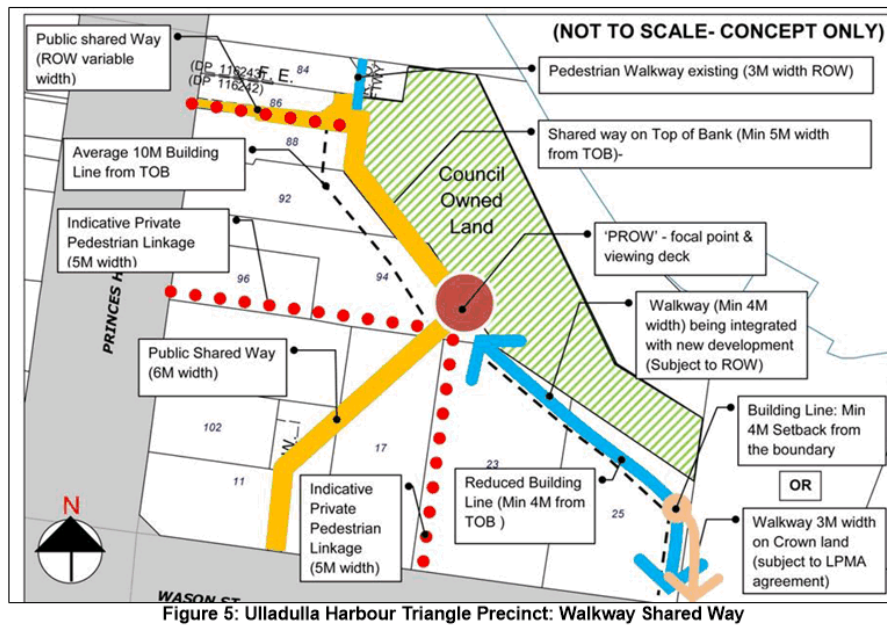 (NOT TO SCALE- CONCEPT ONLY)
Public shared Way
(ROW variable
width)
(DP 116243)
(DP 116242)
F. E.
84
86
FTWY
Pedestrian Walkway existing (3M width ROW)
Shared way on Top of Bank (Min 5M width
from TOB)-
Average 10M Building
Line from TOB
88
Council
Owned
Land
92
Indicative Private
Pedestrian Linkage
(5M width)
'PROW' - focal point &
viewing deck
94
96
PRINCES H
Walkway (Min 4M
width) being integrated
with new development
(Subject to ROW)
Public Shared Way
(6M width)
Building Line: Min
4M Setback from
the boundary
102
17
11
23
25
Reduced Building
Line (Min 4M from
TOB )
OR
Indicative
Private
Pedestrian
Linkage
(5M width)
Walkway 3M width
on Crown land
(subject to LPMA
agreement)
N
WASON ST
Figure 5: Ulladulla Harbour Triangle Precinct: Walkway Shared Way